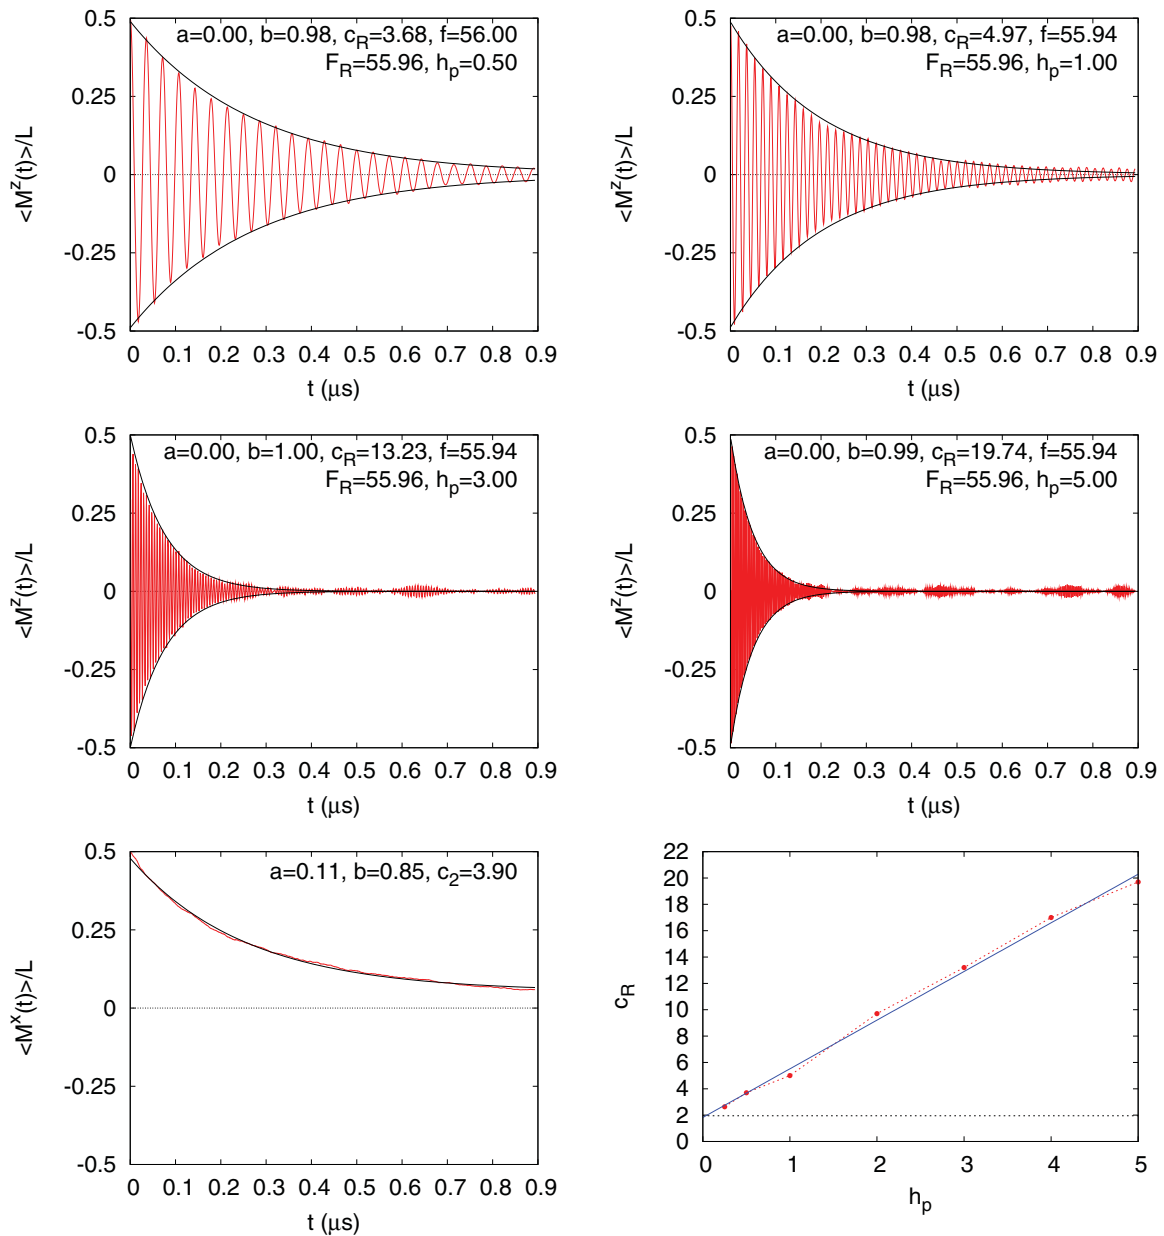 a=0.00, b=0.98, c_R=3.68, f=56.00
F_R=55.96, h_p=0.50
0.5
0.25
0
-0.25
-0.5
<M^z(t)>/L
0 0.1 0.2 0.3 0.4 0.5 0.6 0.7 0.8 0.9
t (μs)
a=0.00, b=0.98, c_R=4.97, f=55.94
F_R=55.96, h_p=1.00
0.5
0.25
0
-0.25
-0.5
<M^z(t)>/L
0 0.1 0.2 0.3 0.4 0.5 0.6 0.7 0.8 0.9
t (μs)
a=0.00, b=1.00, c_R=13.23, f=55.94
F_R=55.96, h_p=3.00
0.5
0.25
0
-0.25
-0.5
<M^z(t)>/L
0 0.1 0.2 0.3 0.4 0.5 0.6 0.7 0.8 0.9
t (μs)
a=0.00, b=0.99, c_R=19.74, f=55.94
F_R=55.96, h_p=5.00
0.5
0.25
0
-0.25
-0.5
<M^z(t)>/L
0 0.1 0.2 0.3 0.4 0.5 0.6 0.7 0.8 0.9
t (μs)
a=0.11, b=0.85, c_2=3.90
0.5
0.25
0
-0.25
-0.5
<M^x(t)>/L
0 0.1 0.2 0.3 0.4 0.5 0.6 0.7 0.8 0.9
t (μs)
22
20
18
16
14
12
10
8
6
4
2
0
c_R
0 1 2 3 4 5
h_p